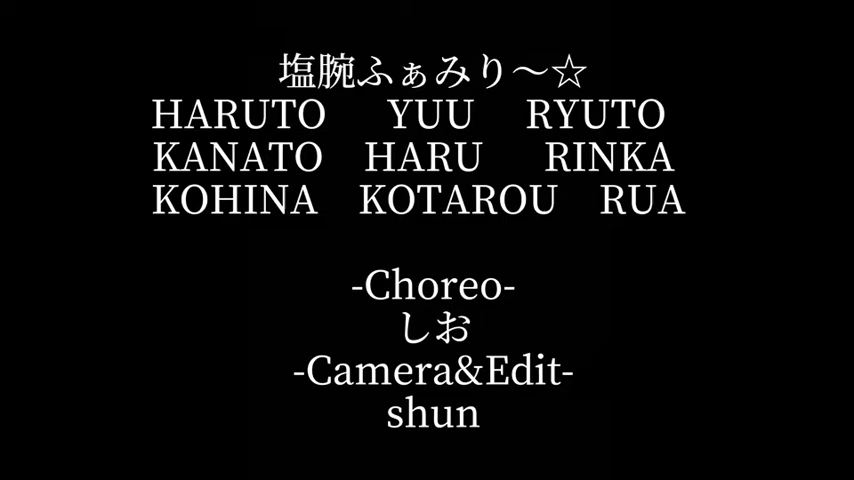 塩腕ふぁみり〜☆
HARUTO YUU RYUTO
KANATO HARU RINKA
KOHINA KOTAROU RUA
-Choreo-
しお
-Camera&Edit-
shun